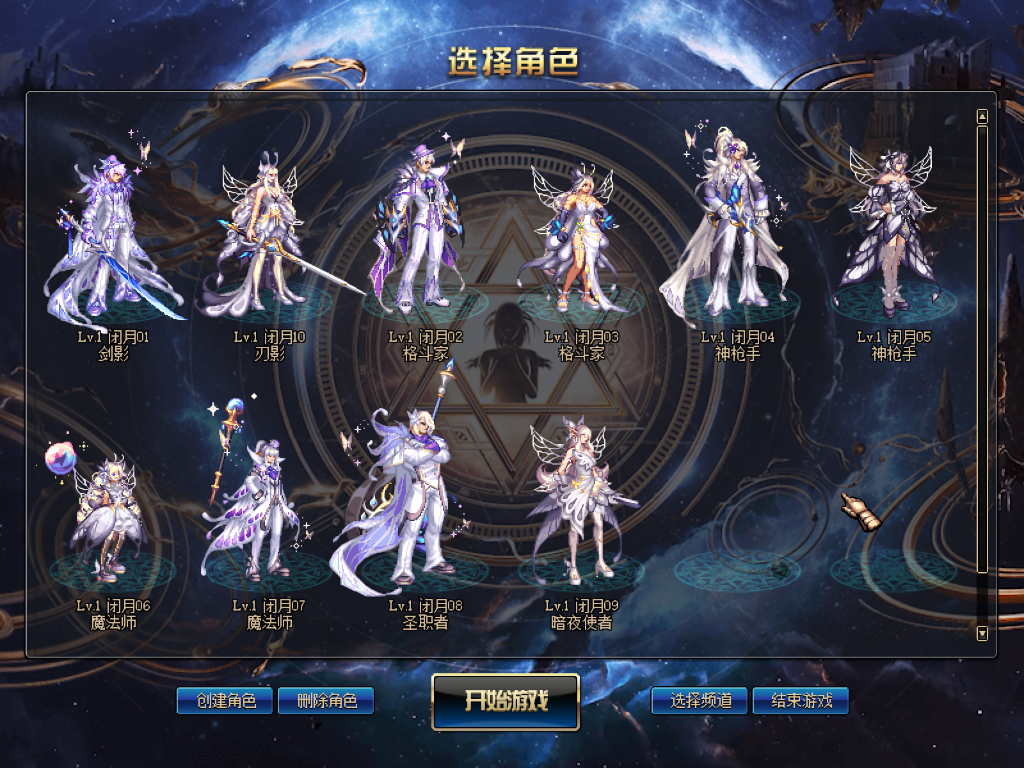 选择角色
Lv.1 闭月01
剑影
Lv.1 闭月10
刃影
Lv.1 闭月02
格斗家
Lv.1 闭月03
格斗家
Lv.1 闭月04
神枪手
Lv.1 闭月05
神枪手
Lv.1 闭月06
魔法师
Lv.1 闭月07
魔法师
Lv.1 闭月08
圣职者
Lv.1 闭月09
暗夜使者
创建角色
删除角色
开始游戏
选择频道
结束游戏